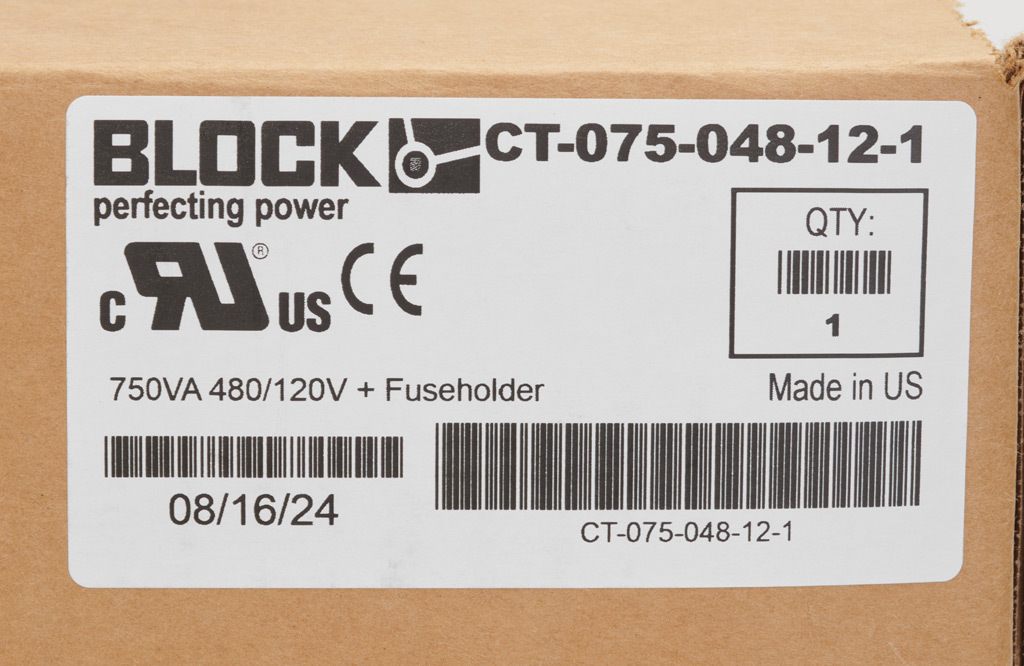 BLOCK CT-075-048-12-1
perfecting power
QTY:
C RU ® US CE
1
750VA 480/120V + Fuseholder
Made in US
08/16/24
CT-075-048-12-1